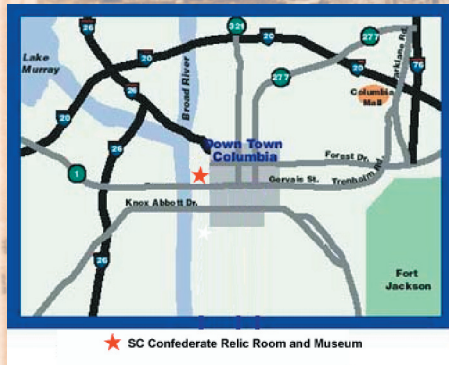 26
321
20
277
Lake
Murray
20
Broad River
Parklane Rd.
277
20
76
26
Columbia
Mall
20
Down Town
Columbia
26
Forest Dr.
1
Gervais St.
Trenholm Rd.
Knox Abbott Dr.
26
Fort
Jackson
SC Confederate Relic Room and Museum